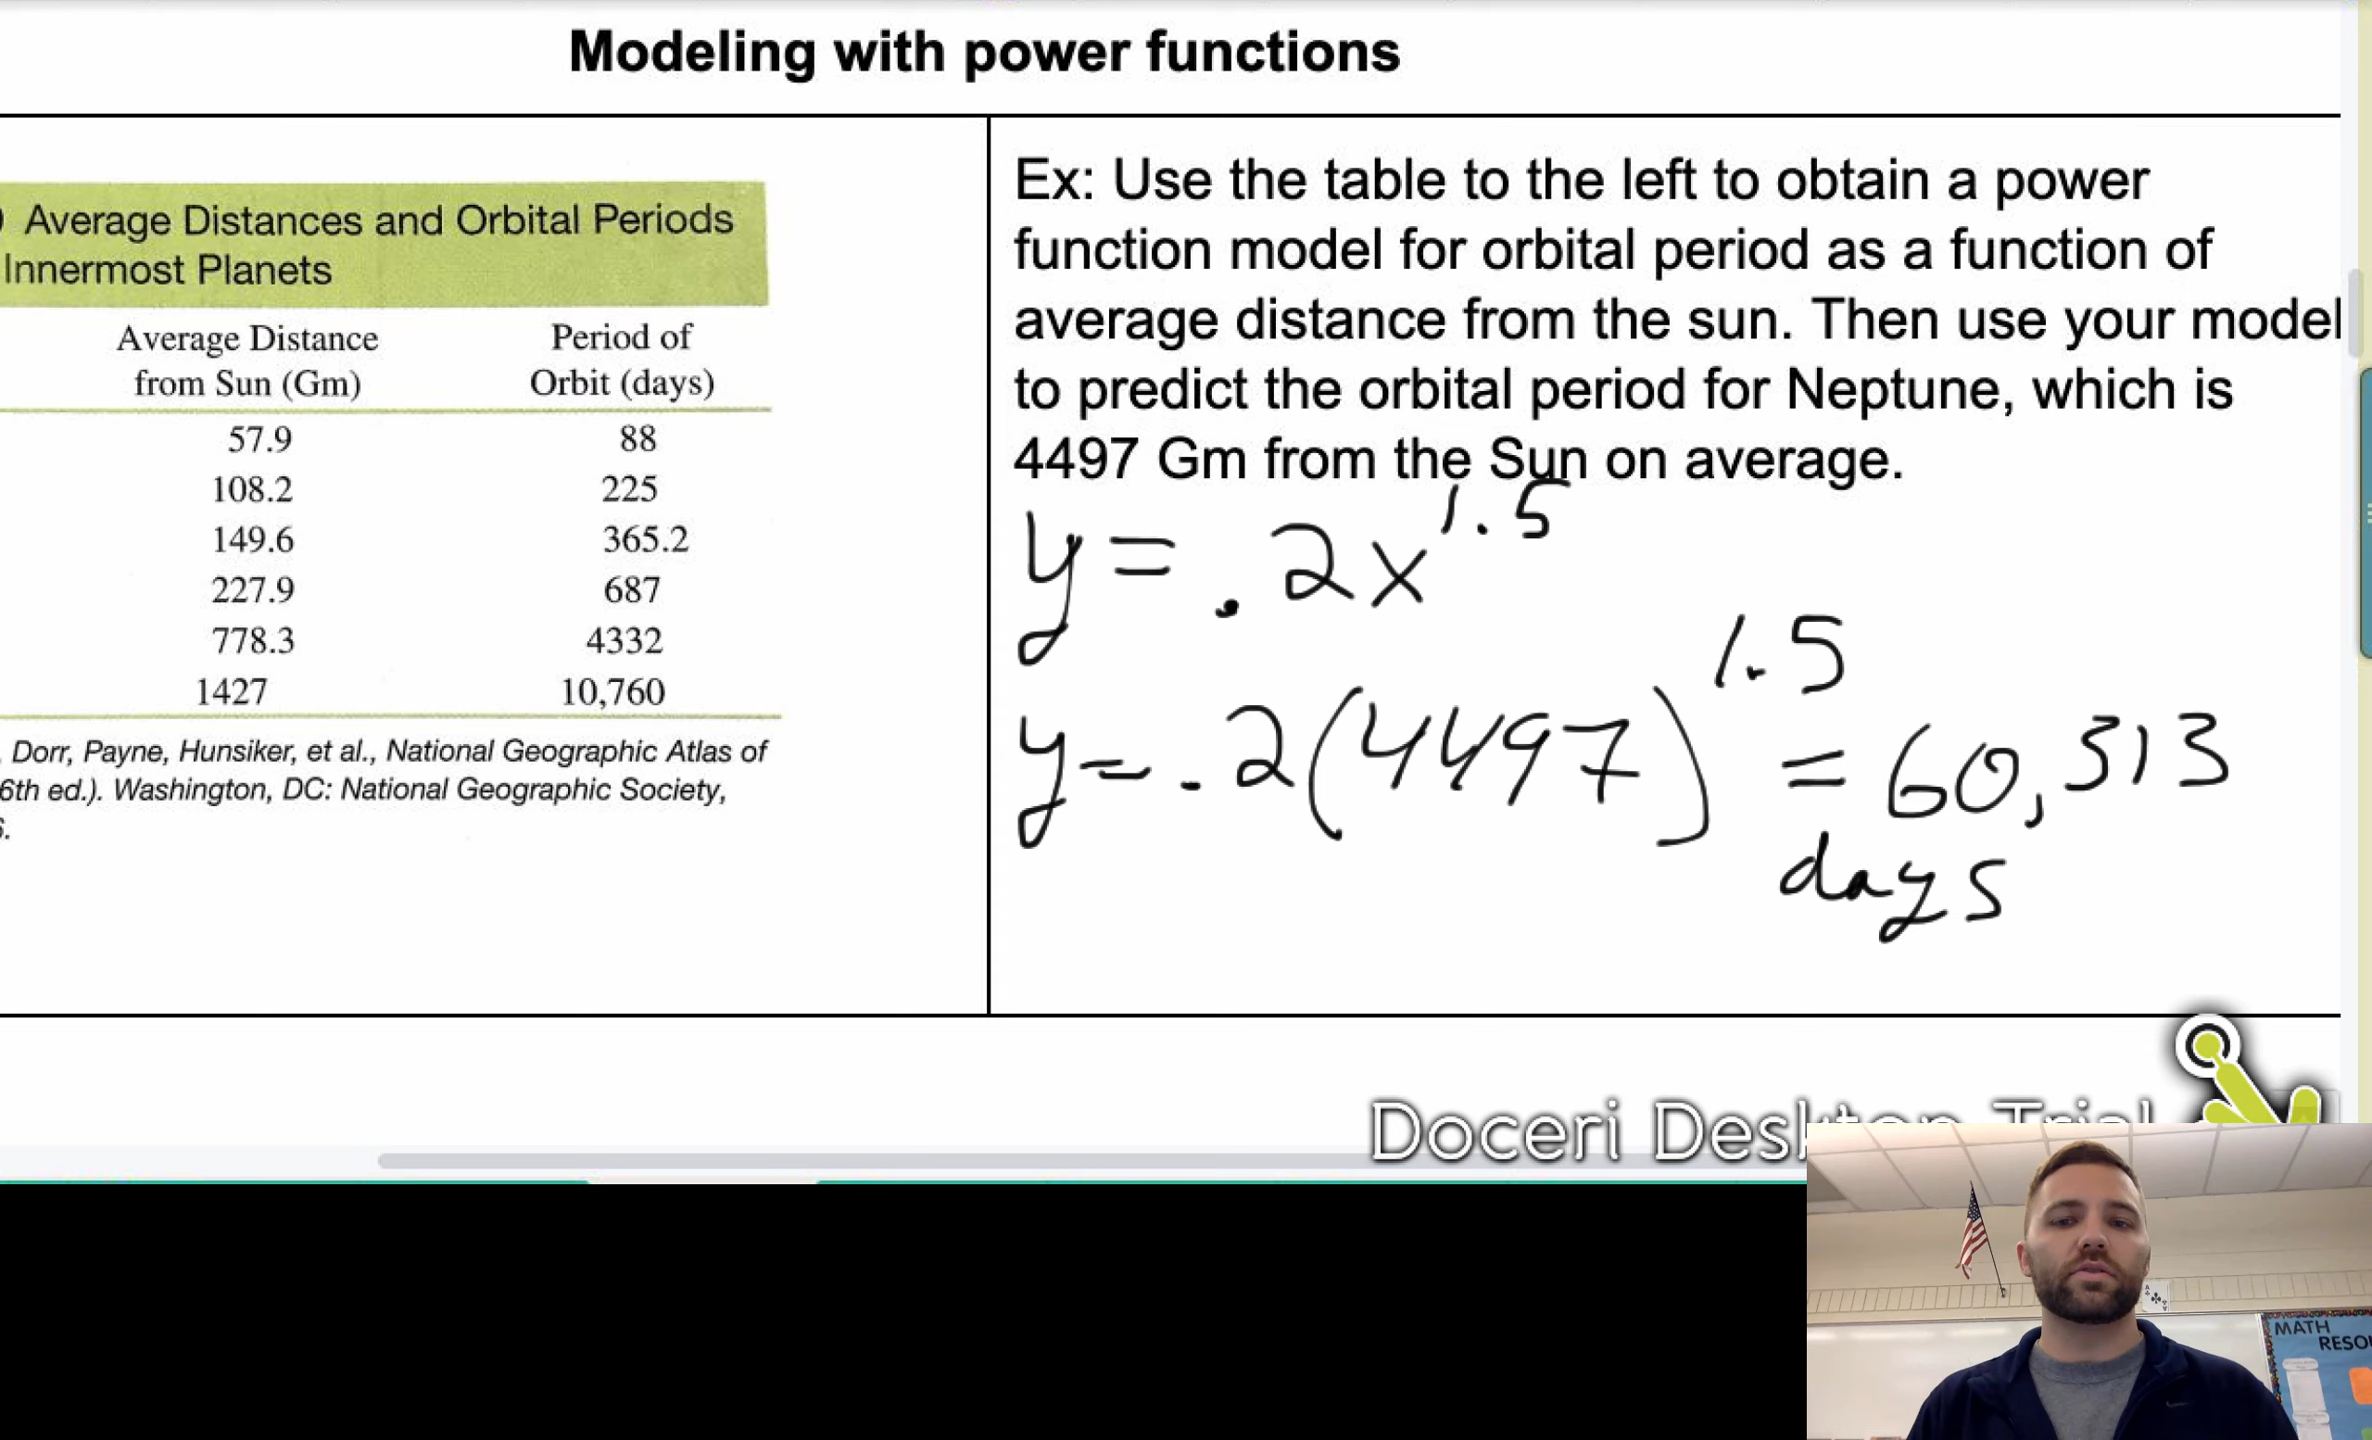 Modeling with power functions
) Average Distances and Orbital Periods
Innermost Planets
Average Distance
from Sun (Gm)
Period of
Orbit (days)
57.9 88
108.2 225
149.6 365.2
227.9 687
778.3 4332
1427 10,760
Dorr, Payne, Hunsiker, et al., National Geographic Atlas of
6th ed.). Washington, DC: National Geographic Society,
Ex: Use the table to the left to obtain a power
function model for orbital period as a function of
average distance from the sun. Then use your model
to predict the orbital period for Neptune, which is
4497 Gm from the Sun on average.
y = .2x^1.5
y = .2(4497)^1.5 = 60,313
days
Doceri Desktop Trial
MATH
RESO